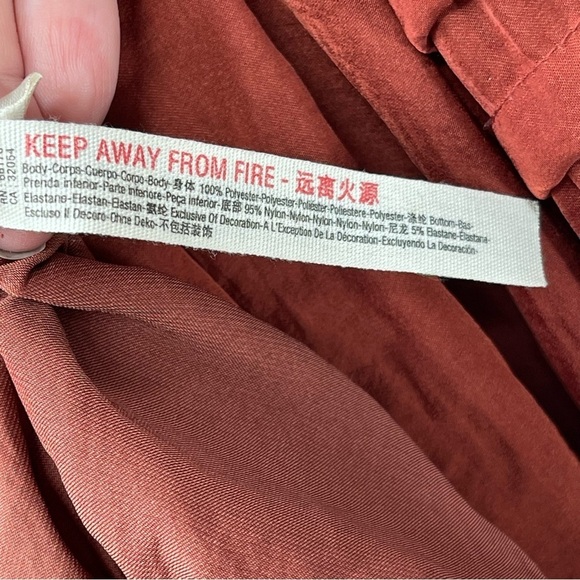 KEEP AWAY FROM FIRE - 远离火源
Body-Corps-Cuerpo-Corpo-Body-身体 100% Polyester-Polyester-Poliéster-Poliestere-Polyester-涤纶 Bottom-Bas-
Prenda inferior-Parte inferiore-Peça inferior-底部 95% Nylon-Nylon-Nylon-Nylon-Nylon-尼龙 5% Elastane-Elastane-
Elastano-Elastan-Elastan-氨纶 Exclusive Of Decoration-A L'Exception De La Décoration-Excluyendo La Decoración-
Escluso Il Decoro-Ohne Deko-不包括装饰
CA 32054